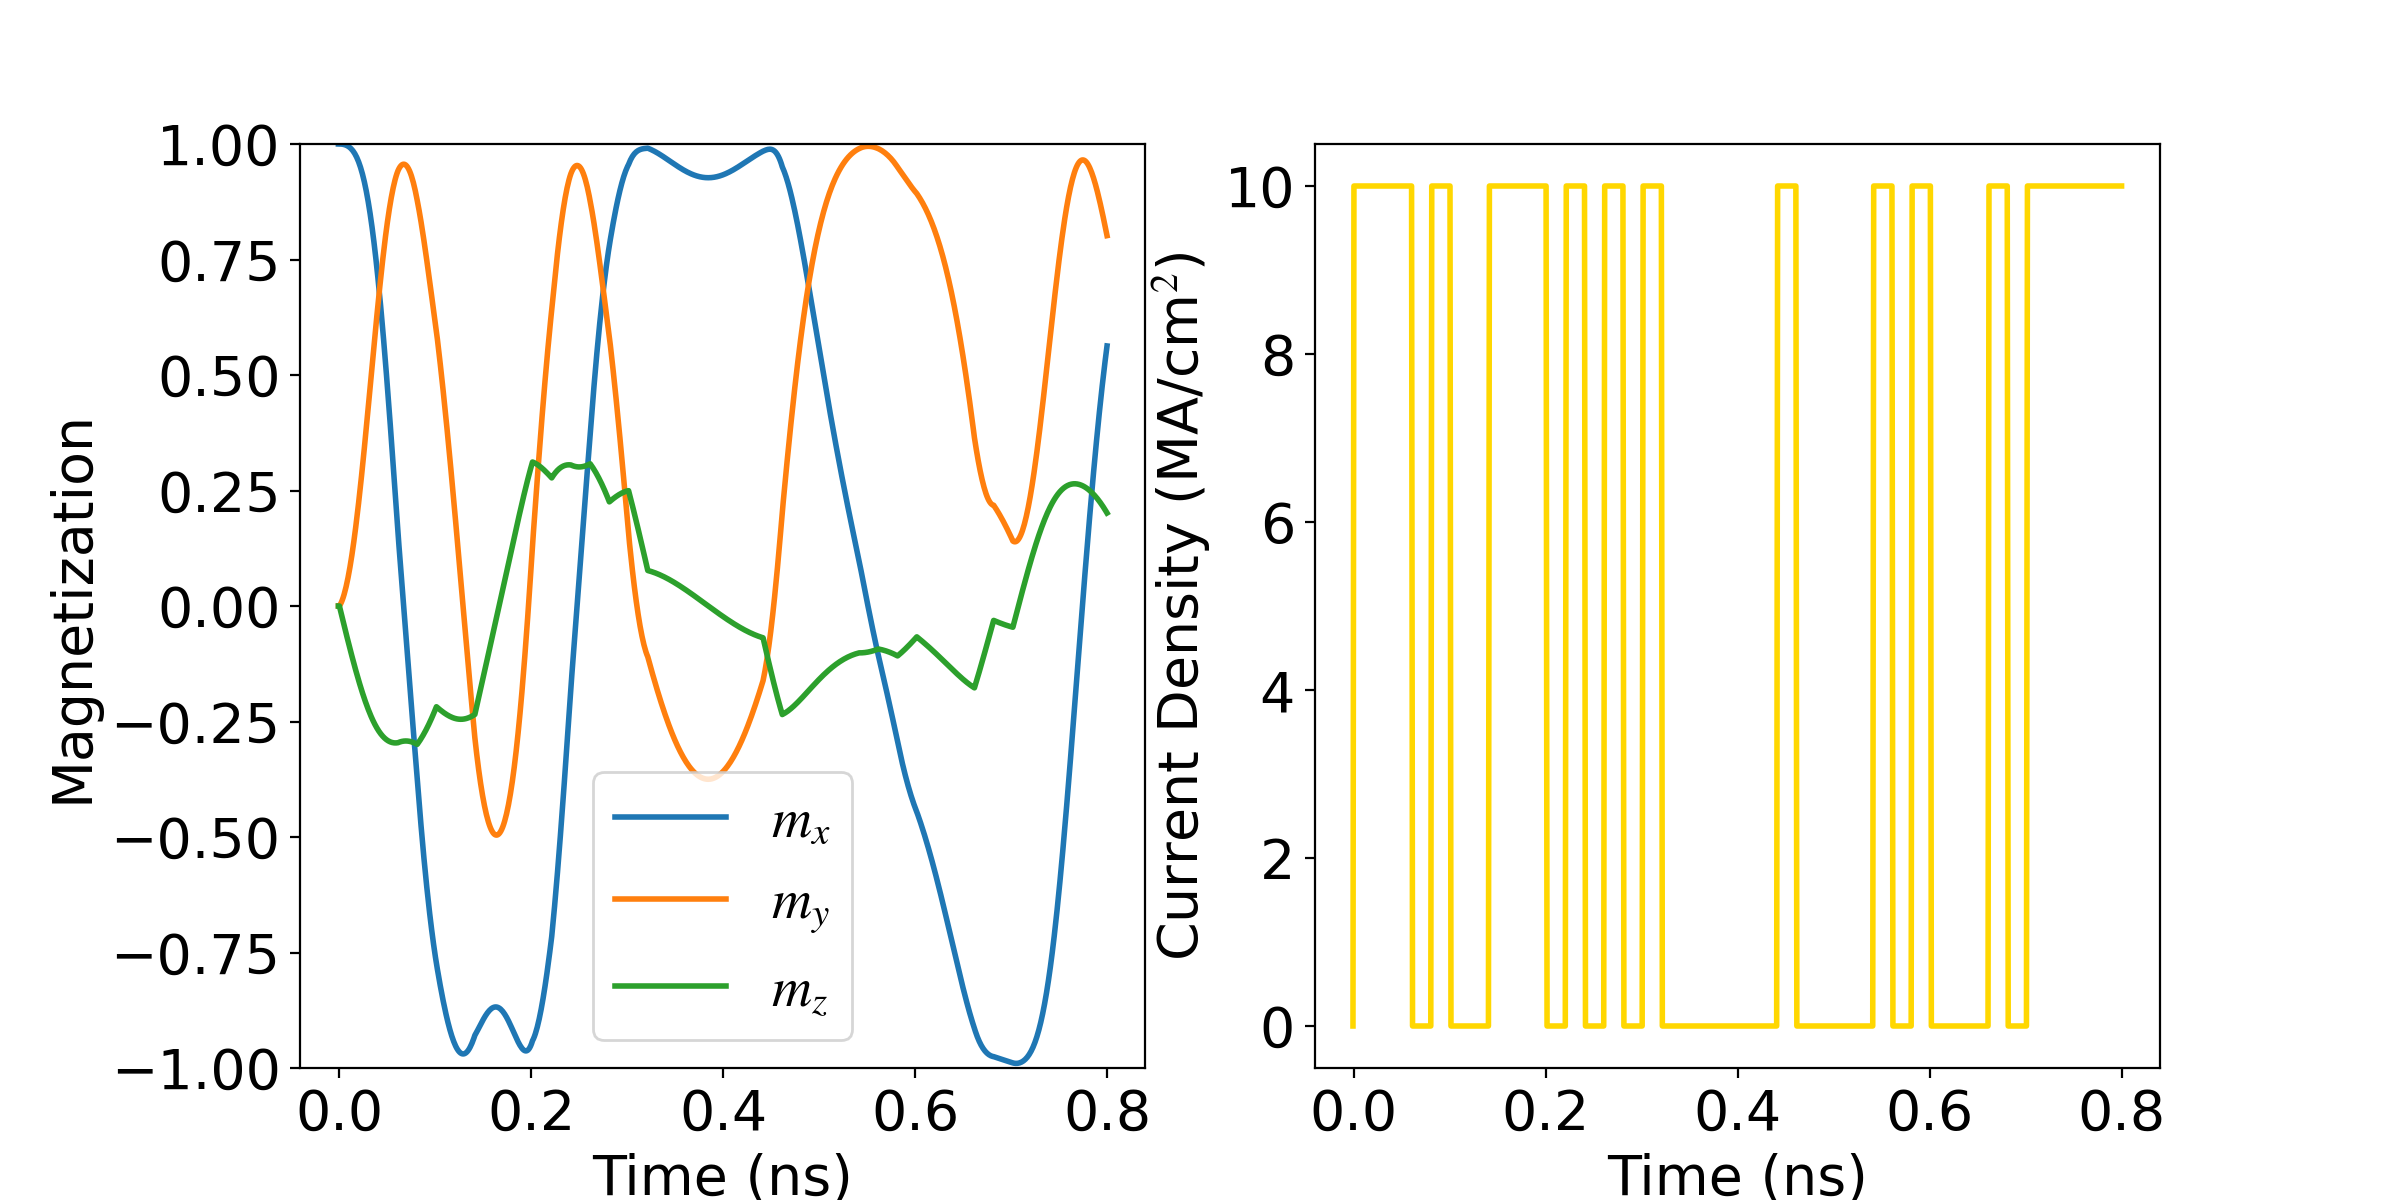 Magnetization
1.00
0.75
0.50
0.25
0.00
−0.25
−0.50
−0.75
−1.00
0.0 0.2 0.4 0.6 0.8
Time (ns)
m_x
m_y
m_z
Current Density (MA/cm²)
10
8
6
4
2
0
0.0 0.2 0.4 0.6 0.8
Time (ns)